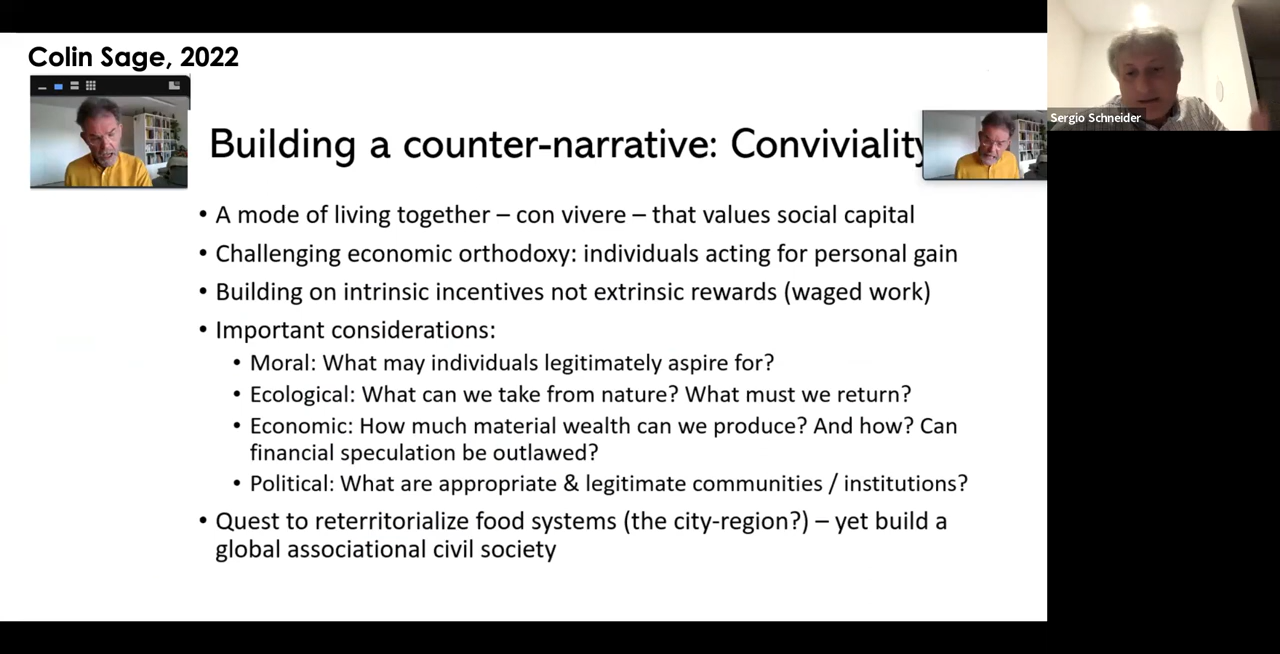 Colin Sage, 2022
Sergio Schneider
Building a counter-narrative: Conviviality
• A mode of living together – con vivere – that values social capital
• Challenging economic orthodoxy: individuals acting for personal gain
• Building on intrinsic incentives not extrinsic rewards (waged work)
• Important considerations:
• Moral: What may individuals legitimately aspire for?
• Ecological: What can we take from nature? What must we return?
• Economic: How much material wealth can we produce? And how? Can
financial speculation be outlawed?
• Political: What are appropriate & legitimate communities / institutions?
• Quest to reterritorialize food systems (the city-region?) – yet build a
global associational civil society